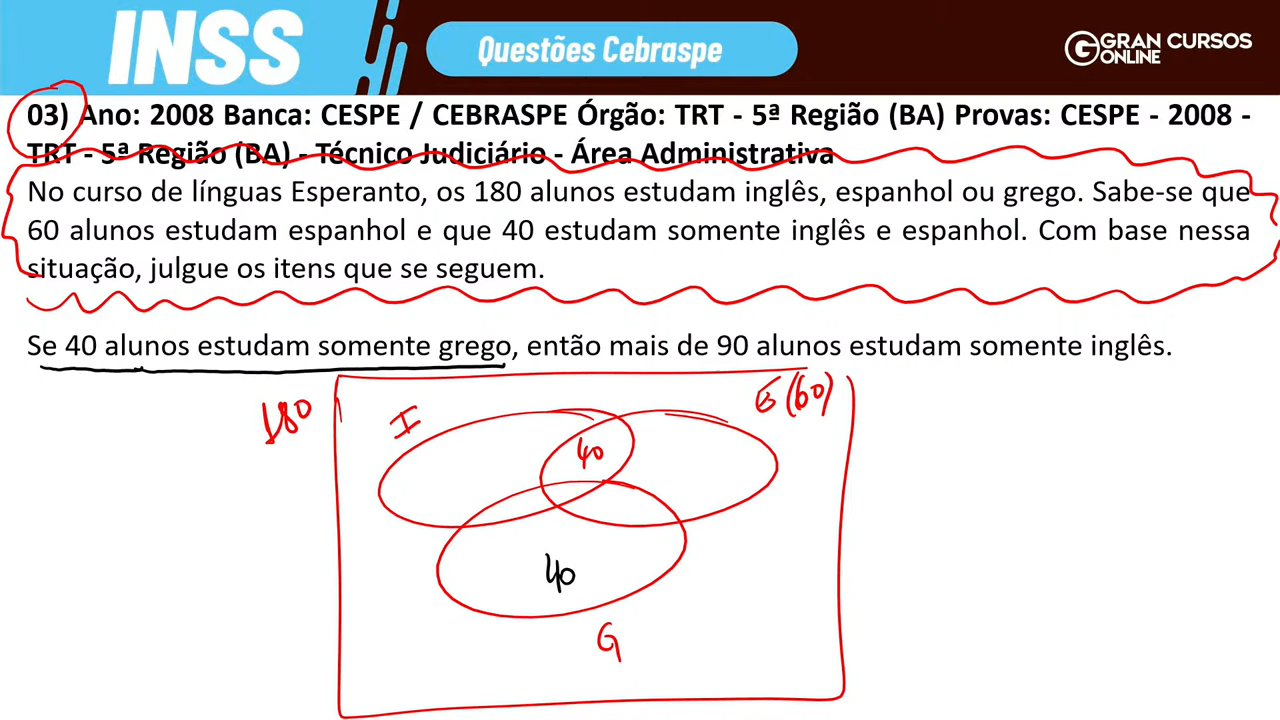 INSS
Questões Cebraspe
GRAN CURSOS
ONLINE
03) Ano: 2008 Banca: CESPE / CEBRASPE Órgão: TRT - 5ª Região (BA) Provas: CESPE - 2008 -
TRT - 5ª Região (BA) - Técnico Judiciário - Área Administrativa
No curso de línguas Esperanto, os 180 alunos estudam inglês, espanhol ou grego. Sabe-se que
60 alunos estudam espanhol e que 40 estudam somente inglês e espanhol. Com base nessa
situação, julgue os itens que se seguem.
Se 40 alunos estudam somente grego, então mais de 90 alunos estudam somente inglês.
180
I
E (60)
40
40
G